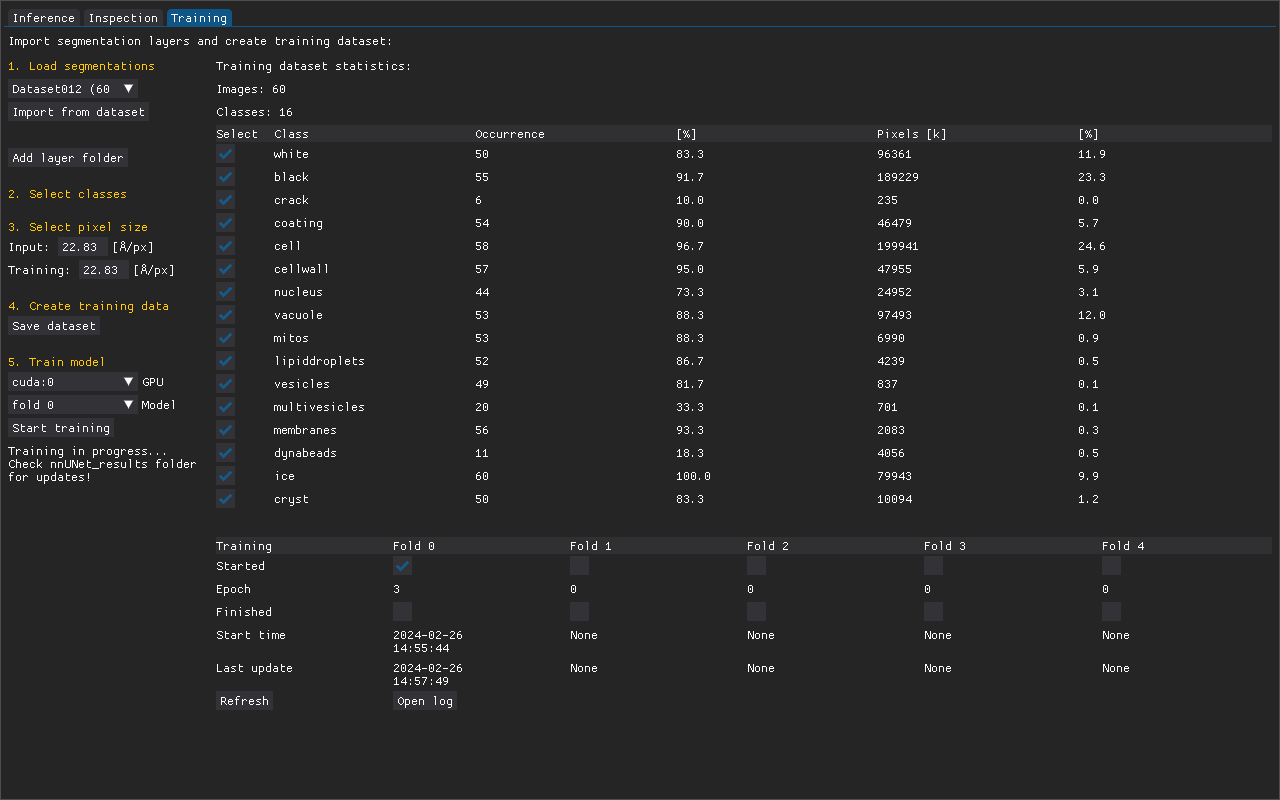 Inference Inspection Training
Import segmentation layers and create training dataset:
1. Load segmentations
Dataset012 (60
Import from dataset
Add layer folder
2. Select classes
3. Select pixel size
Input: 22.83 [Å/px]
Training: 22.83 [Å/px]
4. Create training data
Save dataset
5. Train model
cuda:0 GPU
fold 0 Model
Start training
Training in progress...
Check nnUNet_results folder
for updates!
Training dataset statistics:
Images: 60
Classes: 16
Select Class Occurrence [%] Pixels [k] [%]
white 50 83.3 96361 11.9
black 55 91.7 189229 23.3
crack 6 10.0 235 0.0
coating 54 90.0 46479 5.7
cell 58 96.7 199941 24.6
cellwall 57 95.0 47955 5.9
nucleus 44 73.3 24952 3.1
vacuole 53 88.3 97493 12.0
mitos 53 88.3 6990 0.9
lipiddroplets 52 86.7 4239 0.5
vesicles 49 81.7 837 0.1
multivesicles 20 33.3 701 0.1
membranes 56 93.3 2083 0.3
dynabeads 11 18.3 4056 0.5
ice 60 100.0 79943 9.9
cryst 50 83.3 10094 1.2
Training Fold 0 Fold 1 Fold 2 Fold 3 Fold 4
Started
Epoch 3 0 0 0 0
Finished
Start time 2024-02-26 None None None None
14:55:44
Last update 2024-02-26 None None None None
14:57:49
Refresh Open log